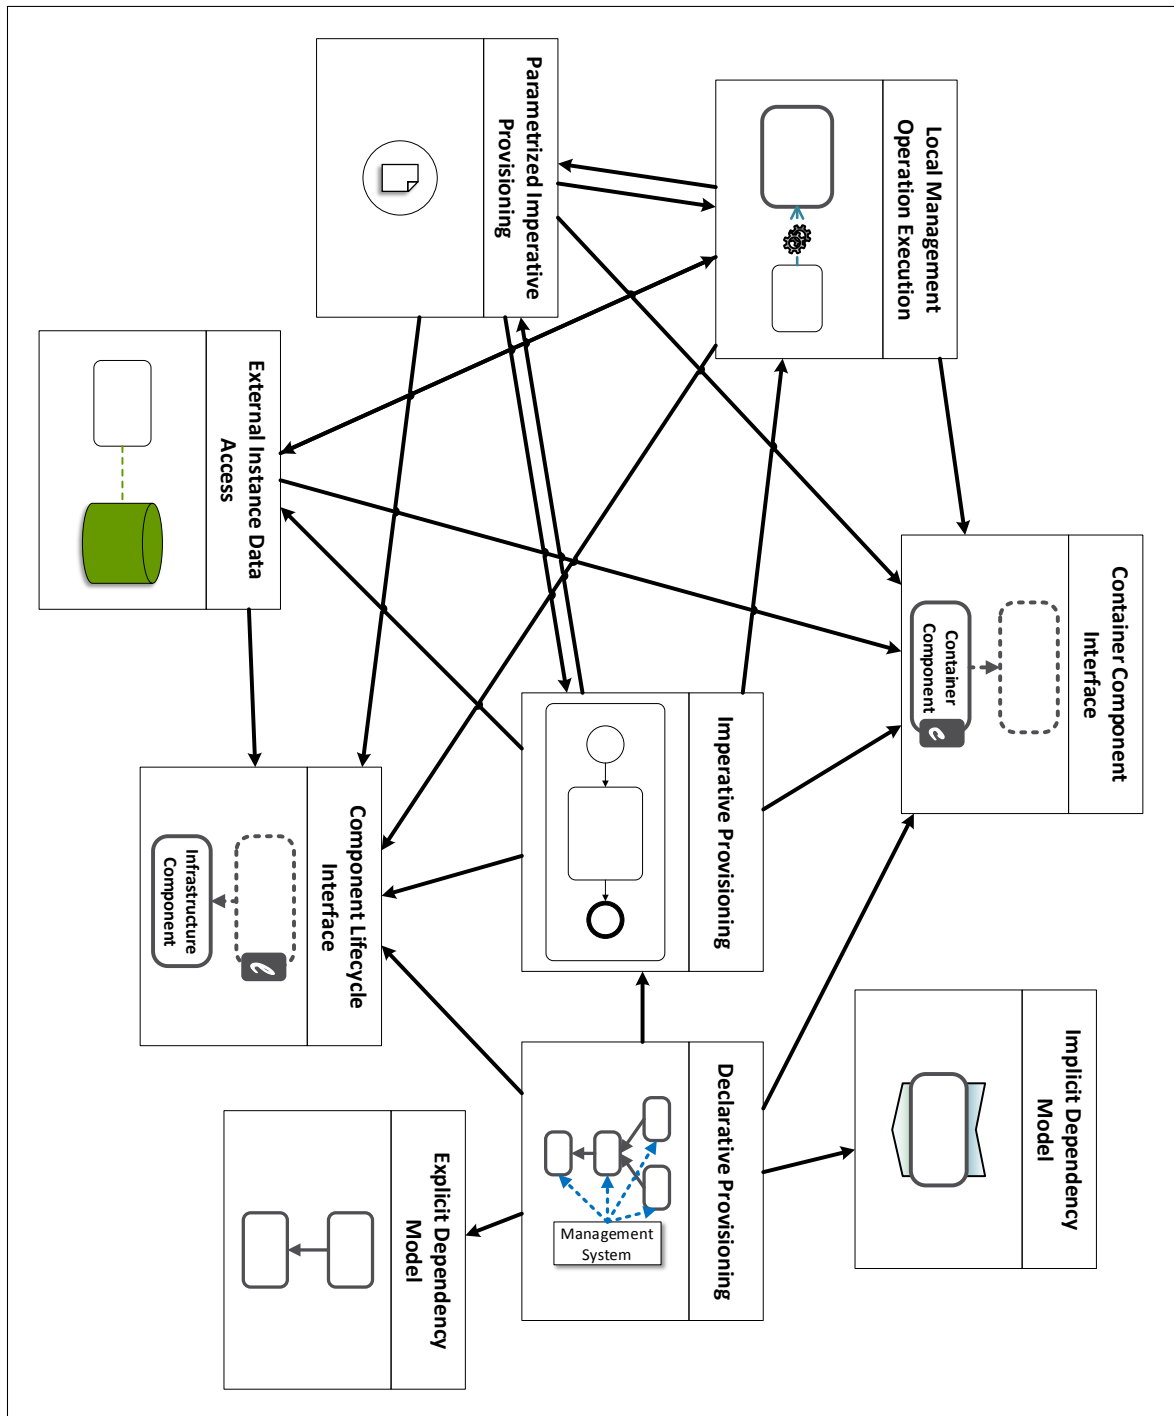 Container Component
Interface
Container
Component
Implicit Dependency
Model
Local Management
Operation Execution
Imperative Provisioning
Declarative Provisioning
Management
System
Parametrized Imperative
Provisioning
Explicit Dependency
Model
Component Lifecycle
Interface
Infrastructure
Component
External Instance Data
Access